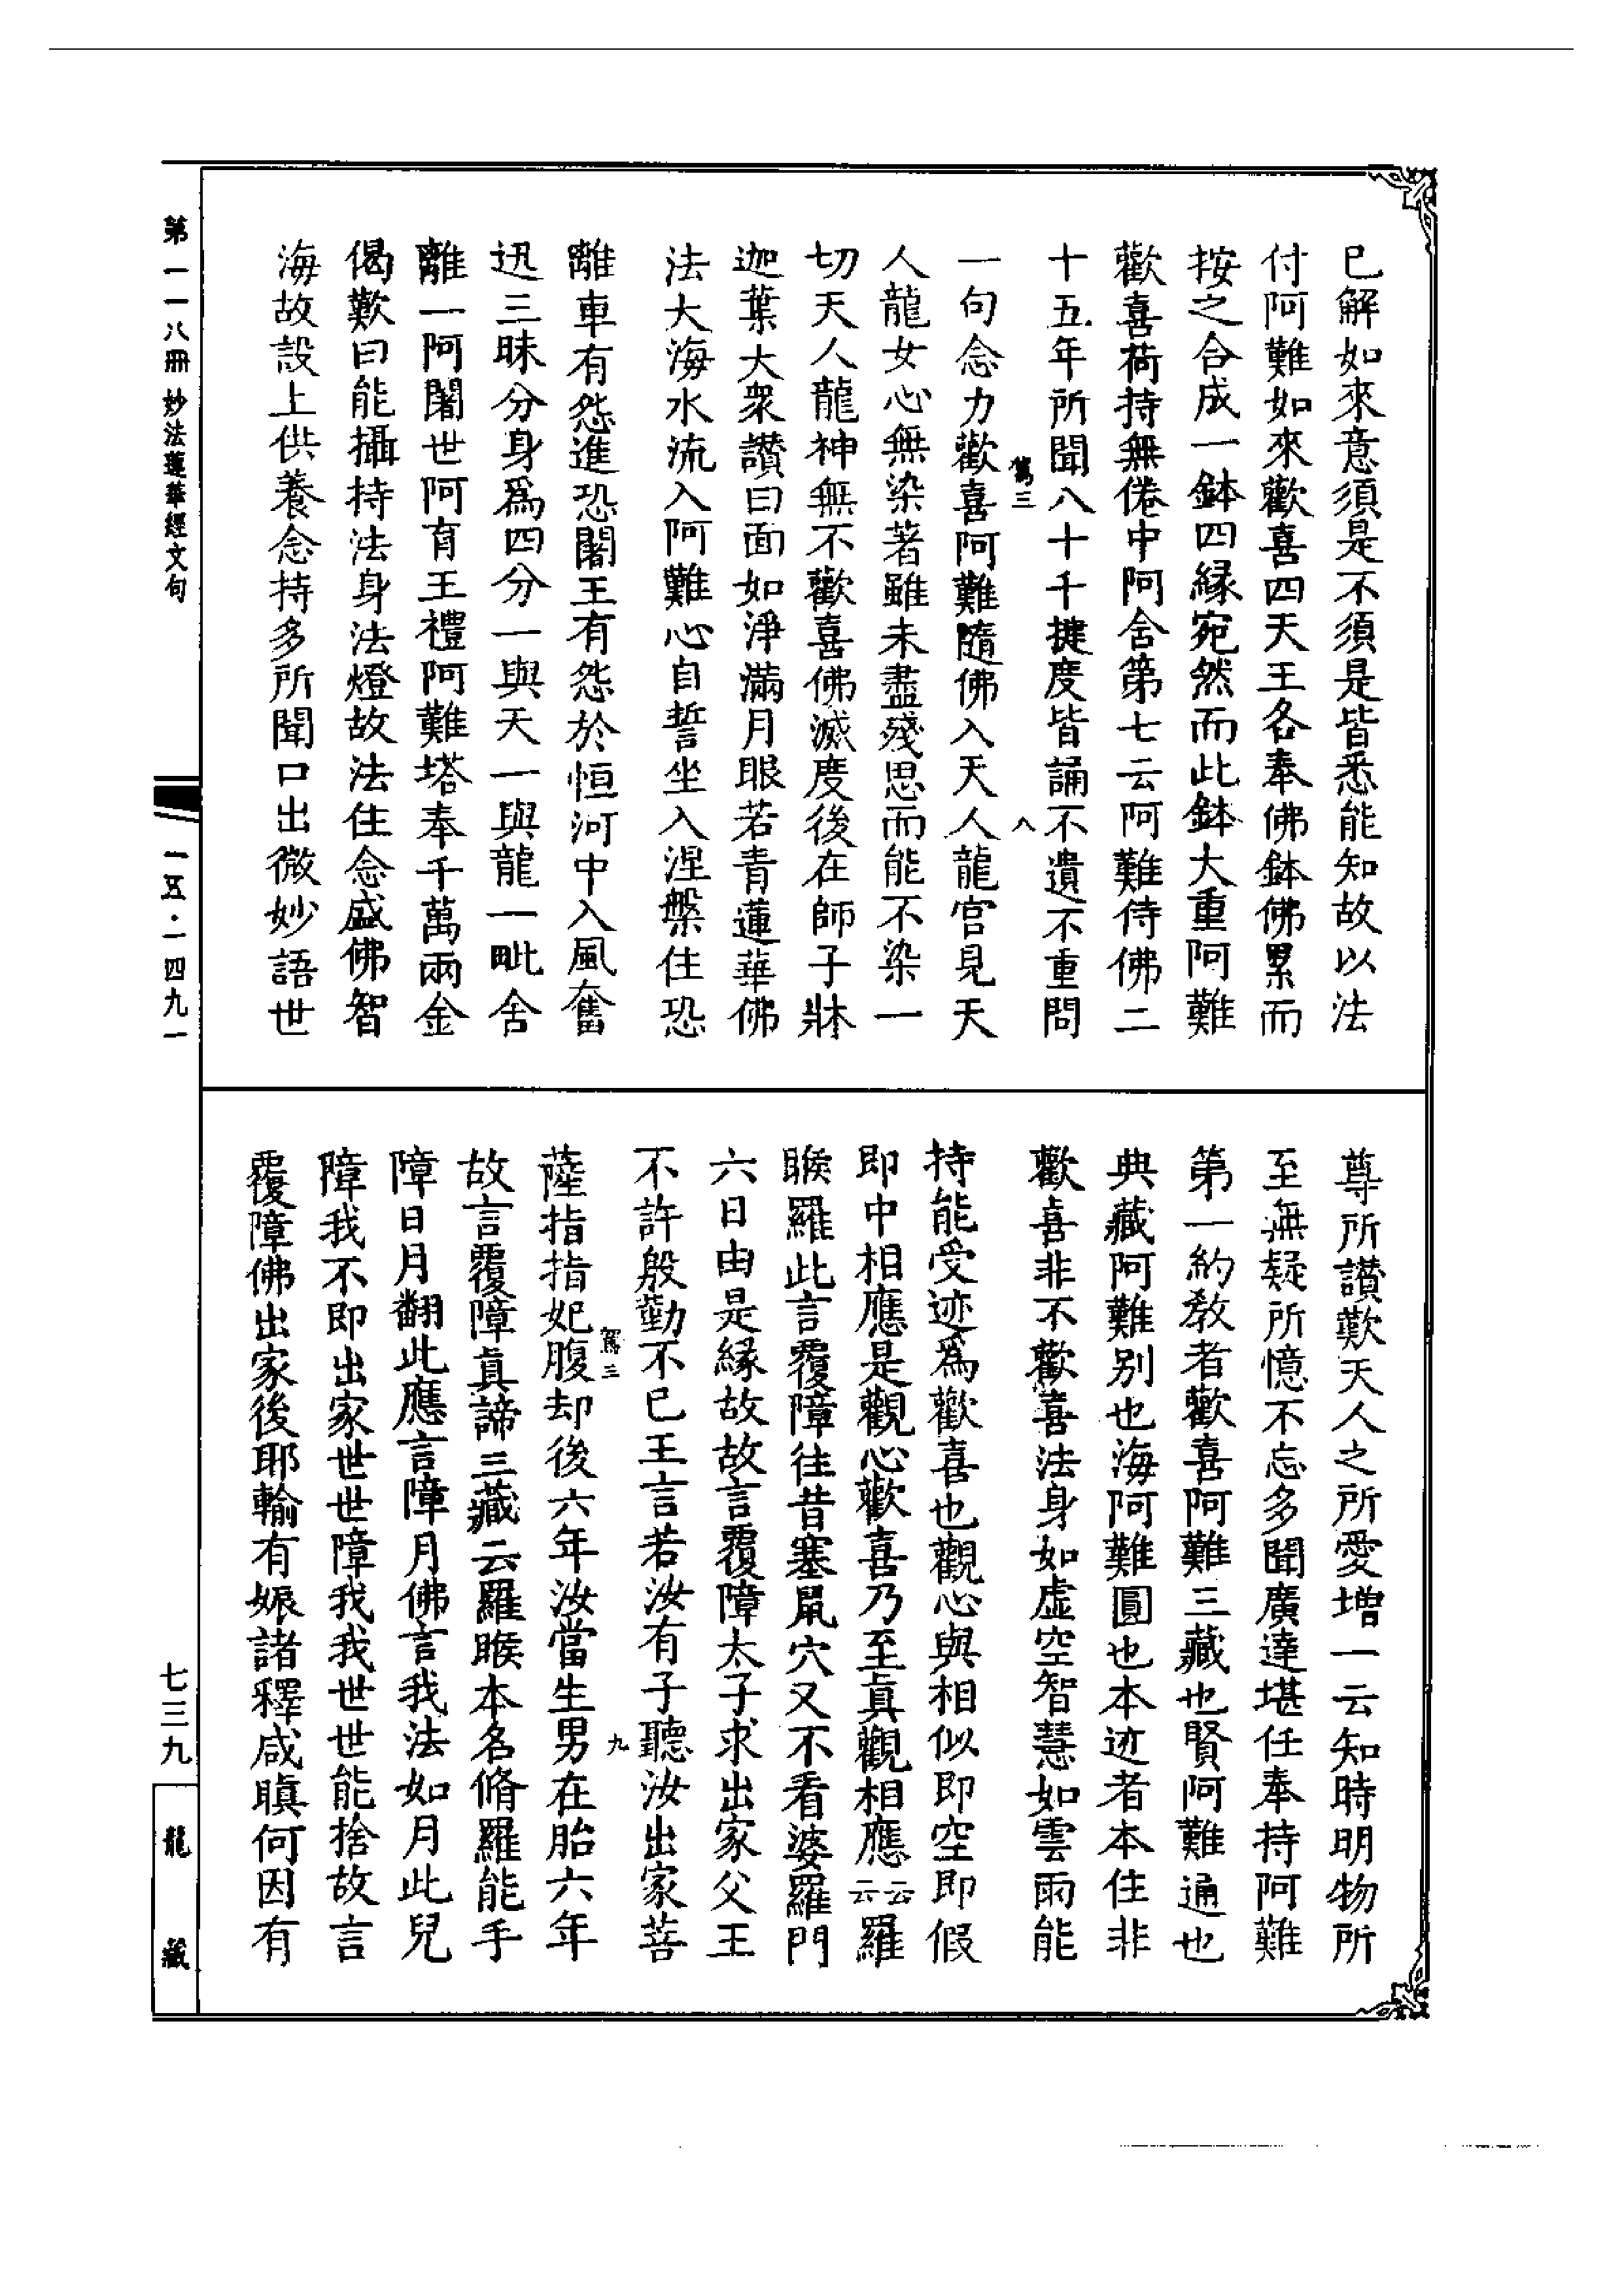 已解如來意須是不須是皆悉能知故以法
付阿難如來歡喜四天王各奉佛鉢佛累而
按之合成一鉢四緣宛然而此鉢大重阿難
歡喜荷持無倦中阿含第七云阿難侍佛二
十五年所聞八十千揵度皆誦不遺不重問
駕三 八
一句念力歡喜阿難隨佛入天人龍宮見天
人龍女心無染著雖未盡殘思而能不染一
切天人龍神無不歡喜佛滅度後在師子牀
迦葉大衆讚曰面如淨滿月眼若青蓮華佛
法大海水流入阿難心自誓坐入涅槃住恐
離車有怨進恐闍王有怨於恒河中入風奮
迅三昧分身爲四分一與天一與龍一毗舍
離一阿闍世阿育王禮阿難塔奉千萬兩金
偈歎曰能攝持法身法燈故法住念盛佛智
海故設上供養念持多所聞口出微妙語世
尊所讃歎天人之所愛增一云知時明物所
至無疑所憶不忘多聞廣達堪任奉持阿難
第一約教者歡喜阿難三藏也賢阿難通也
典藏阿難别也海阿難圓也本迹者本住非
歡喜非不歡喜法身如虛空智慧如雲雨能
持能受迹爲歡喜也觀心與相似即空即假
即中相應是觀心歡喜乃至真觀相應云云羅
睺羅此言覆障往昔塞鼠穴又不看婆羅門
六日由是緣故故言覆障太子求出家父王
不許殷勤不已王言若汝有子聽汝出家菩
駕三 九
薩指指妃腹却後六年汝當生男在胎六年
故言覆障真諦三藏云羅睺本名脩羅能手
障日月翻此應言障月佛言我法如月此兒
障我不即出家世世障我我世世能捨故言
覆障佛出家後耶輸有娠諸釋咸瞋何因有
第一一八冊 妙法蓮華經文句
一五·一四九一
七三九
龍藏